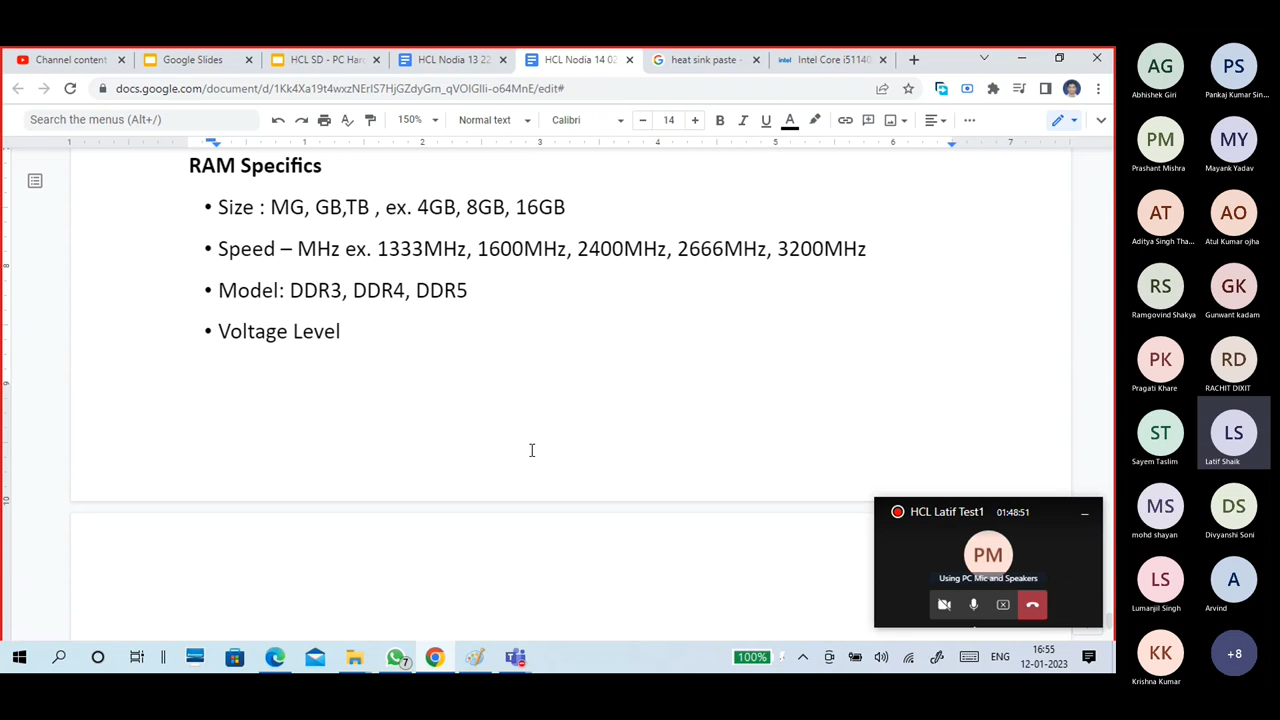 Channel content
Google Slides
HCL SD - PC Har
HCL Nodia 13 22
HCL Nodia 14 02
heat sink paste -
Intel Core i51140
docs.google.com/document/d/1Kk4Xa19t4wxzNEfIS7HjGZdyGrn_qVOIGIli-o64MnE/edit#
Search the menus (Alt+/)
150%
Normal text
Calibri
14
RAM Specifics
• Size : MG, GB,TB , ex. 4GB, 8GB, 16GB
• Speed – MHz ex. 1333MHz, 1600MHz, 2400MHz, 2666MHz, 3200MHz
• Model: DDR3, DDR4, DDR5
• Voltage Level
HCL Latif Test1 01:48:51
PM
Using PC Mic and Speakers
100%
ENG
16:55
12-01-2023
AG
Abhishek Giri
PS
Pankaj Kumar Sin...
PM
Prashant Mishra
MY
Mayank Yadav
AT
Aditya Singh Tha...
AO
Atul Kumar ojha
RS
Ramgovind Shakya
GK
Gunwant kadam
PK
Pragati Khare
RD
RACHIT DIXIT
ST
Sayem Taslim
LS
Latif Shaik
MS
mohd shayan
DS
Divyanshi Soni
LS
Lumanjil Singh
A
Arvind
KK
Krishna Kumar
+8